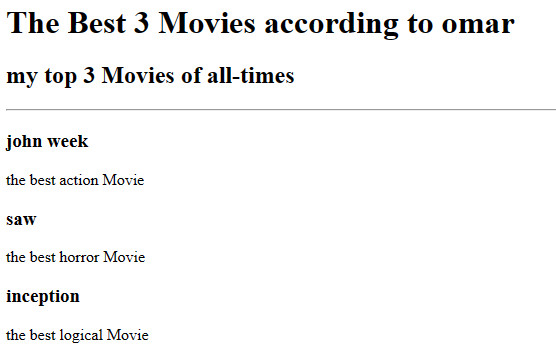 The Best 3 Movies according to omar
my top 3 Movies of all-times
john week
the best action Movie
saw
the best horror Movie
inception
the best logical Movie